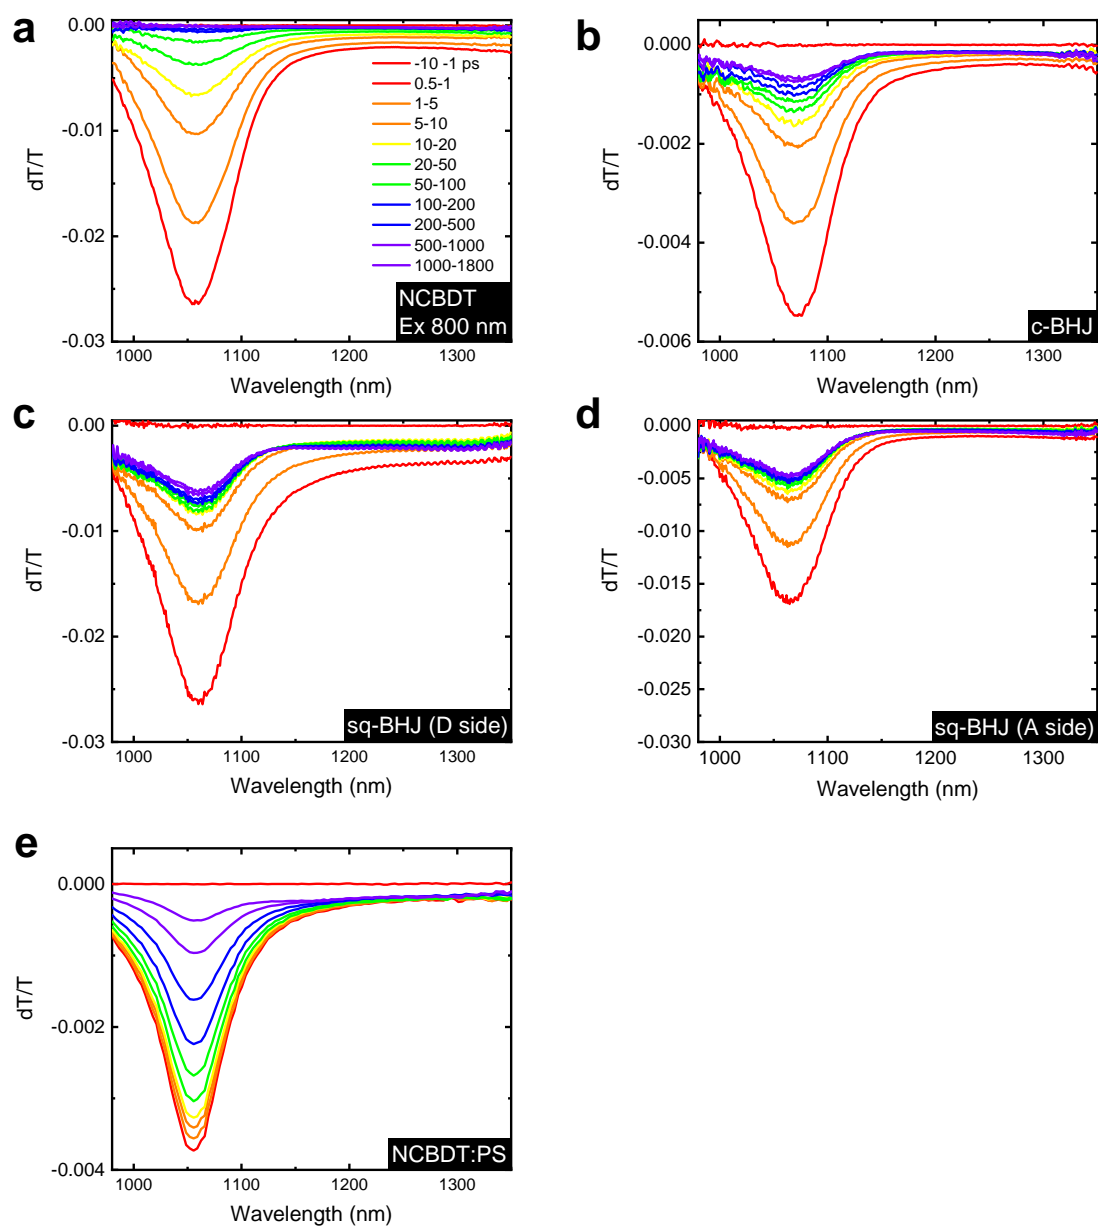 a
0.00
-0.01
-0.02
-0.03
dT/T
-10 -1 ps
0.5-1
1-5
5-10
10-20
20-50
50-100
100-200
200-500
500-1000
1000-1800
NCBDT
Ex 800 nm
1000 1100 1200 1300
Wavelength (nm)
b
0.000
-0.002
-0.004
-0.006
dT/T
c-BHJ
1000 1100 1200 1300
Wavelength (nm)
c
0.00
-0.01
-0.02
-0.03
dT/T
sq-BHJ (D side)
1000 1100 1200 1300
Wavelength (nm)
d
0.000
-0.005
-0.010
-0.015
-0.020
-0.025
-0.030
dT/T
sq-BHJ (A side)
1000 1100 1200 1300
Wavelength (nm)
e
0.000
-0.002
-0.004
dT/T
NCBDT:PS
1000 1100 1200 1300
Wavelength (nm)